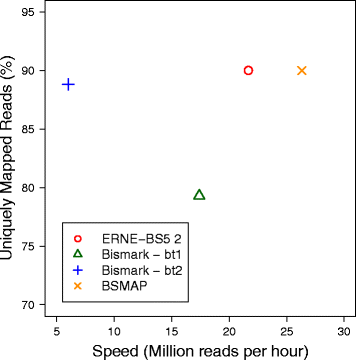 Uniquely Mapped Reads (%)
95
90
85
80
75
70
ERNE−BS5 2
Bismark − bt1
Bismark − bt2
BSMAP
5 10 15 20 25 30
Speed (Million reads per hour)